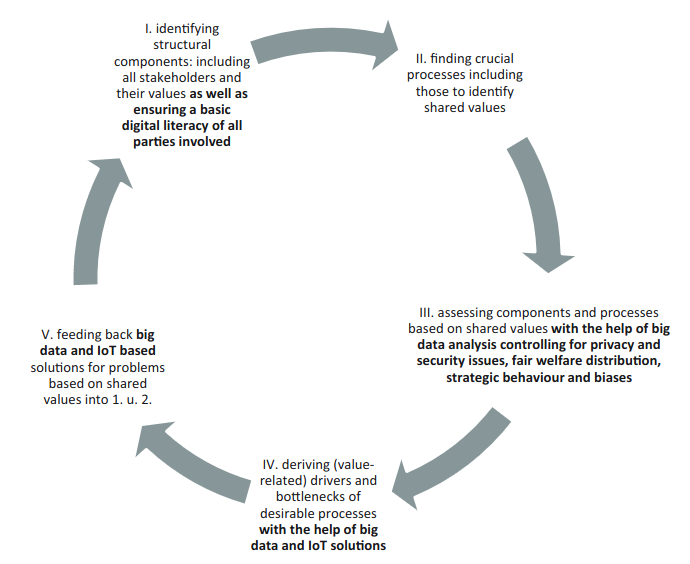 I. identifying
structural
components: including
all stakeholders and
their values as well as
ensuring a basic
digital literacy of all
parties involved
II. finding crucial
processes including
those to identify
shared values
III. assessing components and processes
based on shared values with the help of big
data analysis controlling for privacy and
security issues, fair welfare distribution,
strategic behaviour and biases
IV. deriving (value-
related) drivers and
bottlenecks of
desirable processes
with the help of big
data and IoT solutions
V. feeding back big
data and IoT based
solutions for problems
based on shared
values into 1. u. 2.